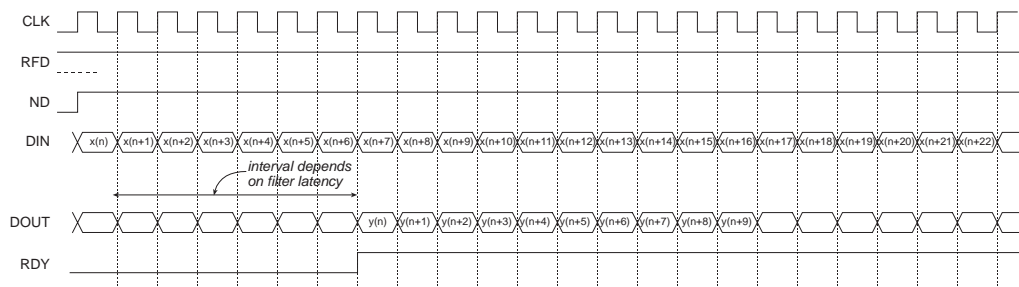 CLK
RFD
ND
DIN x(n) x(n+1) x(n+2) x(n+3) x(n+4) x(n+5) x(n+6) x(n+7) x(n+8) x(n+9) x(n+10) x(n+11) x(n+12) x(n+13) x(n+14) x(n+15) x(n+16) x(n+17) x(n+18) x(n+19) x(n+20) x(n+21) x(n+22)
interval depends
on filter latency
DOUT y(n) y(n+1) y(n+2) y(n+3) y(n+4) y(n+5) y(n+6) y(n+7) y(n+8) y(n+9)
RDY